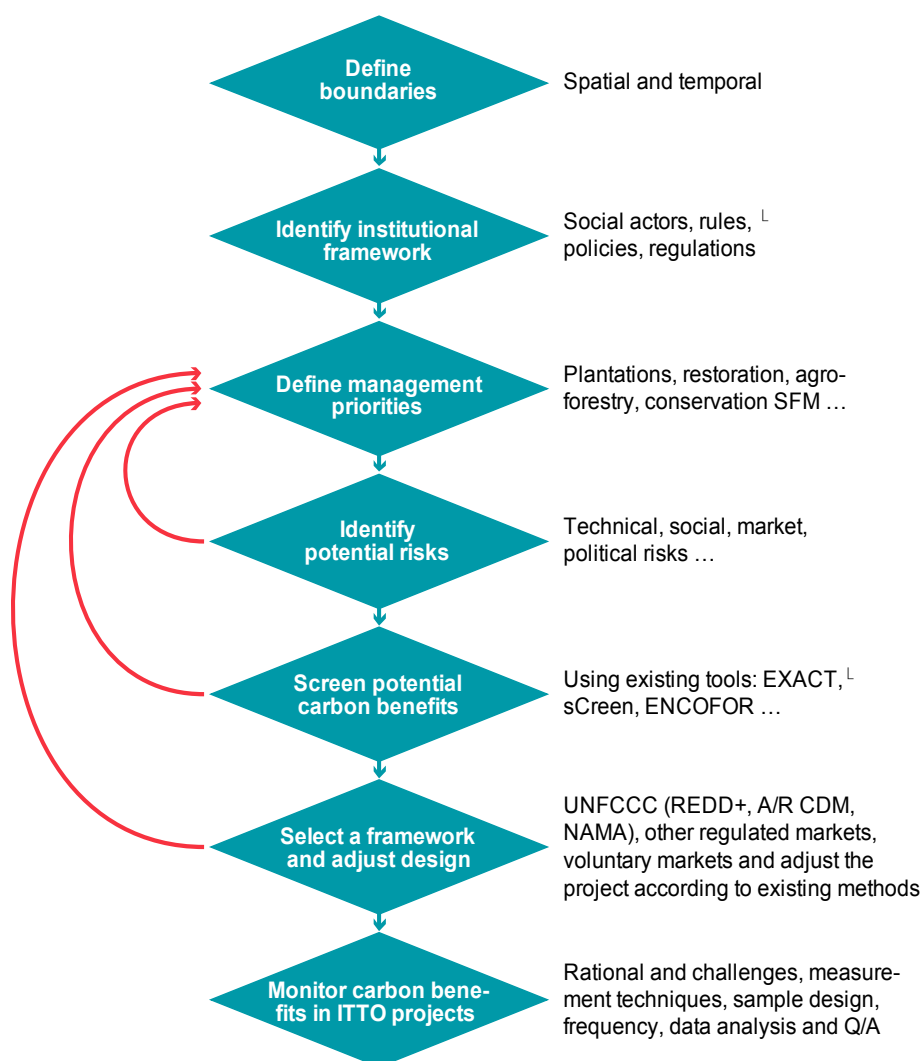 Define
boundaries
Spatial and temporal
Identify institutional
framework
Social actors, rules, └
policies, regulations
Define management
priorities
Plantations, restoration, agro-
forestry, conservation SFM …
Identify
potential risks
Technical, social, market,
political risks …
Screen potential
carbon benefits
Using existing tools: EXACT,└
sCreen, ENCOFOR …
Select a framework
and adjust design
UNFCCC (REDD+, A/R CDM,
NAMA), other regulated markets,
voluntary markets and adjust the
project according to existing methods
Monitor carbon bene-
fits in ITTO projects
Rational and challenges, measure-
ment techniques, sample design,
frequency, data analysis and Q/A